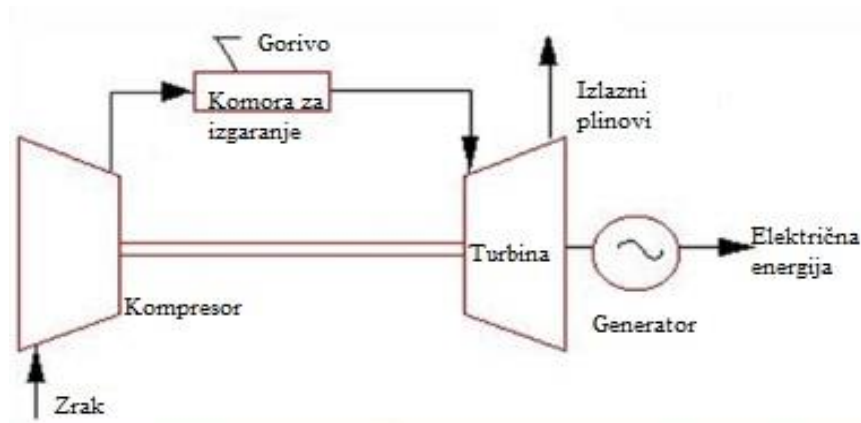 Gorivo
Komora za
izgaranje
Izlazni
plinovi
Turbina
Električna
energija
Kompresor
Generator
Zrak